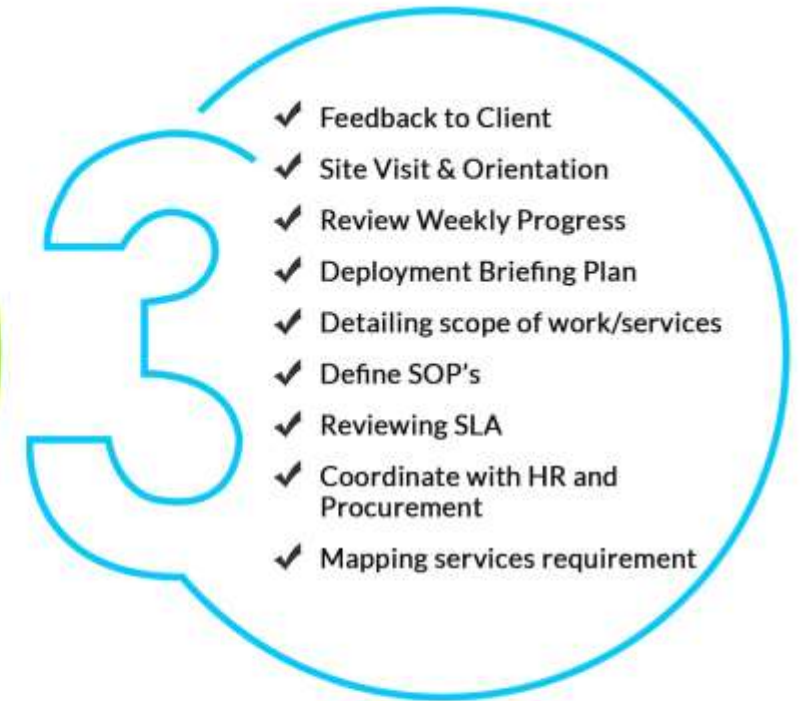 3
✔ Feedback to Client
✔ Site Visit & Orientation
✔ Review Weekly Progress
✔ Deployment Briefing Plan
✔ Detailing scope of work/services
✔ Define SOP's
✔ Reviewing SLA
✔ Coordinate with HR and
Procurement
✔ Mapping services requirement